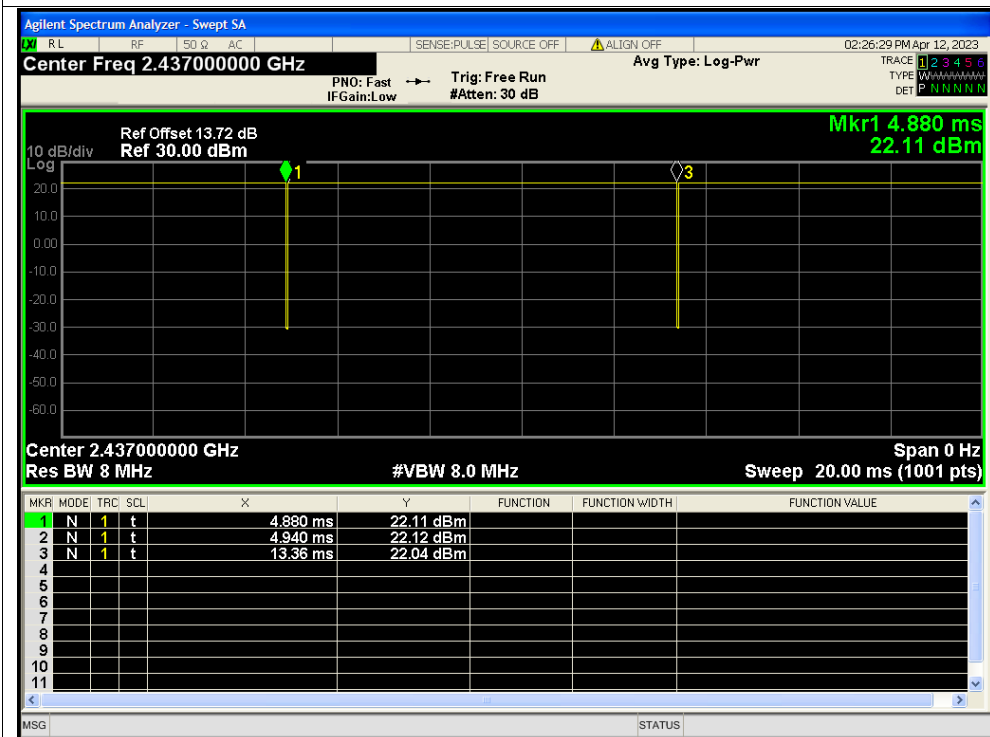 Agilent Spectrum Analyzer - Swept SA
LXI RL RF 50 Ω AC SENSE:PULSE SOURCE OFF ALIGN OFF 02:26:29 PM Apr 12, 2023
Center Freq 2.437000000 GHz Avg Type: Log-Pwr TRACE 1 2 3 4 5 6
PNO: Fast Trig: Free Run TYPE WWWWWW
IFGain:Low #Atten: 30 dB DET P N N N N N
Mkr1 4.880 ms
Ref Offset 13.72 dB
10 dB/div Ref 30.00 dBm 22.11 dBm
Log
1 3
20.0
10.0
0.00
-10.0
-20.0
-30.0
-40.0
-50.0
-60.0
Center 2.437000000 GHz Span 0 Hz
Res BW 8 MHz #VBW 8.0 MHz Sweep 20.00 ms (1001 pts)
MKR MODE TRC SCL X Y FUNCTION FUNCTION WIDTH FUNCTION VALUE
1 N 1 t 4.880 ms 22.11 dBm
2 N 1 t 4.940 ms 22.12 dBm
3 N 1 t 13.36 ms 22.04 dBm
4
5
6
7
8
9
10
11
MSG STATUS